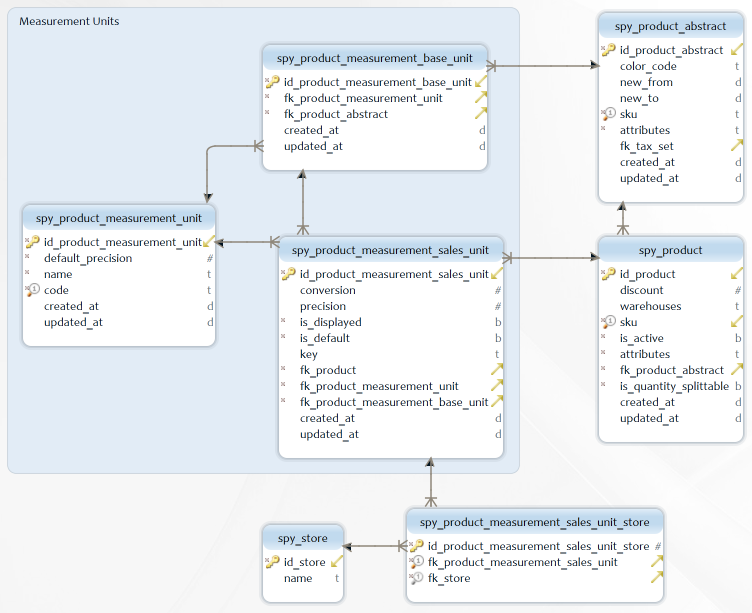 Measurement Units
spy_product_measurement_base_unit
id_product_measurement_base_unit
fk_product_measurement_unit
fk_product_abstract
created_at d
updated_at d
spy_product_abstract
id_product_abstract
color_code t
new_from d
new_to d
sku t
attributes t
fk_tax_set
created_at d
updated_at d
spy_product_measurement_unit
id_product_measurement_unit
default_precision #
name t
code t
created_at d
updated_at d
spy_product_measurement_sales_unit
id_product_measurement_sales_unit
conversion #
precision #
is_displayed b
is_default b
key t
fk_product
fk_product_measurement_unit
fk_product_measurement_base_unit
created_at d
updated_at d
spy_product
id_product
discount #
warehouses t
sku
is_active b
attributes t
fk_product_abstract
is_quantity_splittable b
created_at d
updated_at d
spy_store
id_store
name t
spy_product_measurement_sales_unit_store
id_product_measurement_sales_unit_store #
fk_product_measurement_sales_unit
fk_store